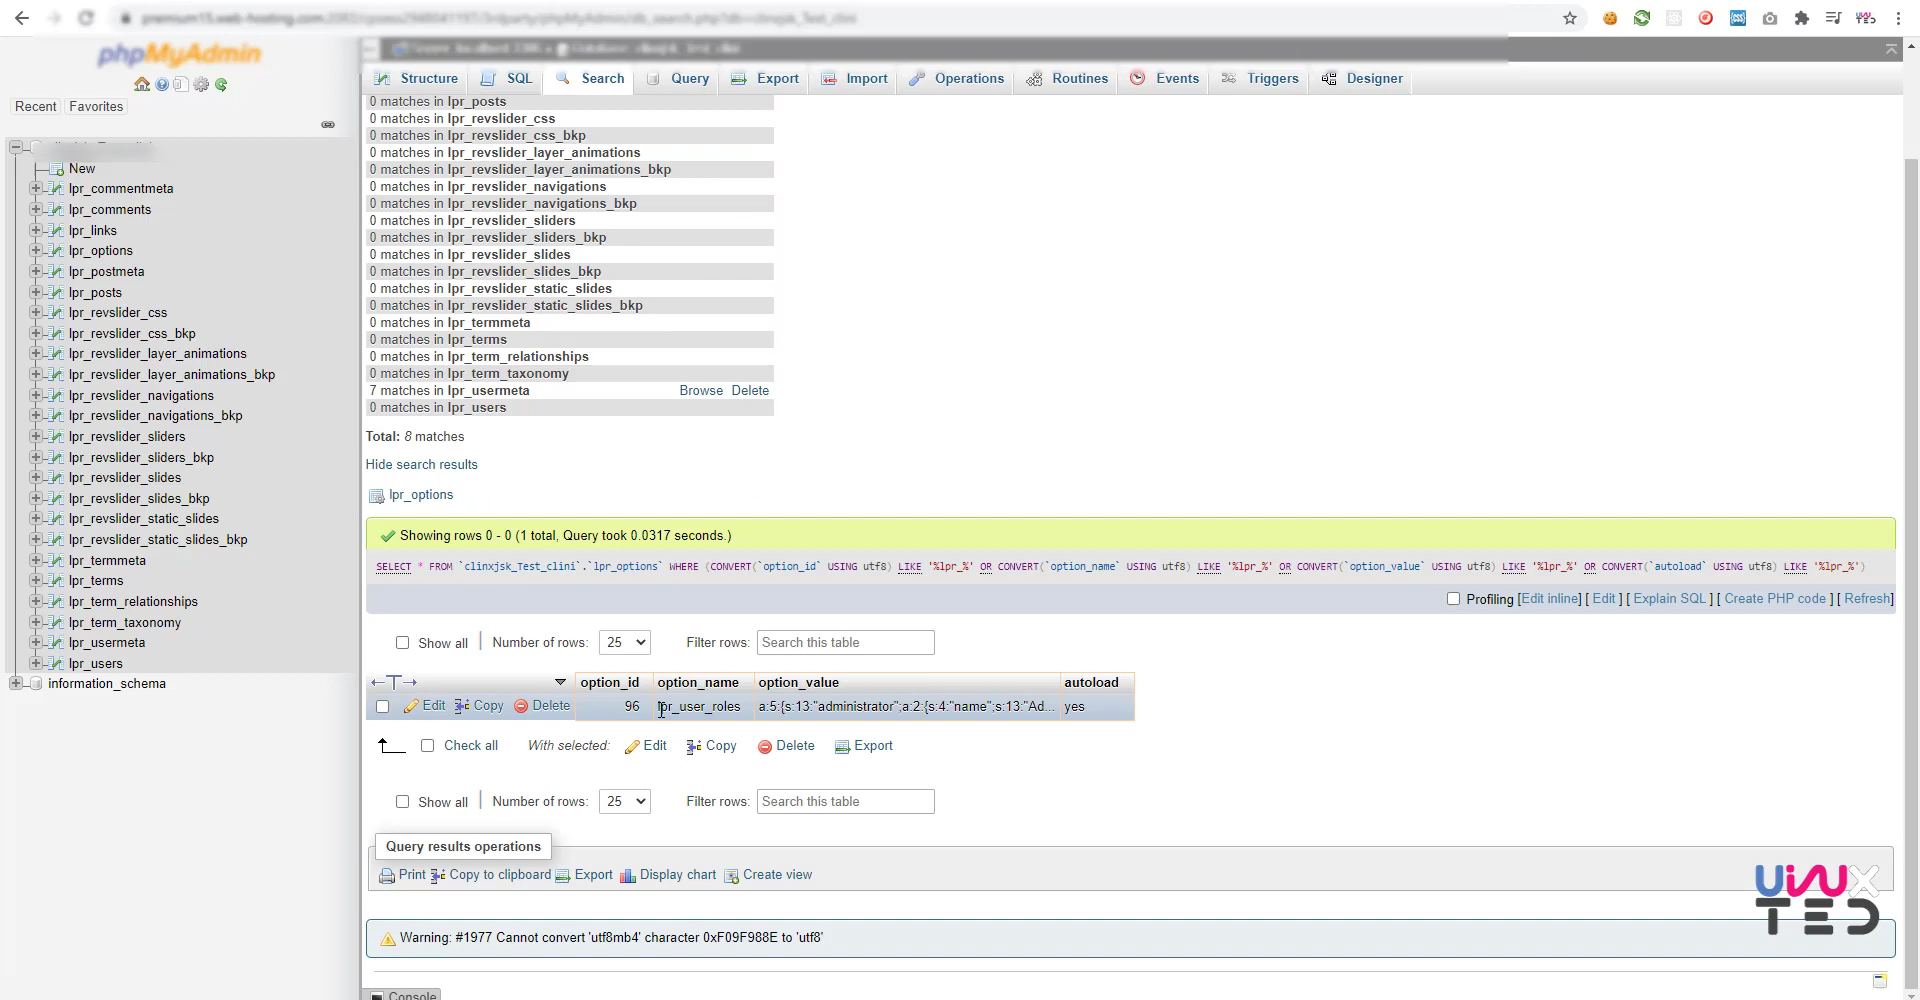 phpMyAdmin
Recent Favorites
New
lpr_commentmeta
lpr_comments
lpr_links
lpr_options
lpr_postmeta
lpr_posts
lpr_revslider_css
lpr_revslider_css_bkp
lpr_revslider_layer_animations
lpr_revslider_layer_animations_bkp
lpr_revslider_navigations
lpr_revslider_navigations_bkp
lpr_revslider_sliders
lpr_revslider_sliders_bkp
lpr_revslider_slides
lpr_revslider_slides_bkp
lpr_revslider_static_slides
lpr_revslider_static_slides_bkp
lpr_termmeta
lpr_terms
lpr_term_relationships
lpr_term_taxonomy
lpr_usermeta
lpr_users
information_schema
Structure SQL Search Query Export Import Operations Routines Events Triggers Designer
0 matches in lpr_posts
0 matches in lpr_revslider_css
0 matches in lpr_revslider_css_bkp
0 matches in lpr_revslider_layer_animations
0 matches in lpr_revslider_layer_animations_bkp
0 matches in lpr_revslider_navigations
0 matches in lpr_revslider_navigations_bkp
0 matches in lpr_revslider_sliders
0 matches in lpr_revslider_sliders_bkp
0 matches in lpr_revslider_slides
0 matches in lpr_revslider_slides_bkp
0 matches in lpr_revslider_static_slides
0 matches in lpr_revslider_static_slides_bkp
0 matches in lpr_termmeta
0 matches in lpr_terms
0 matches in lpr_term_relationships
0 matches in lpr_term_taxonomy
7 matches in lpr_usermeta Browse Delete
0 matches in lpr_users
Total: 8 matches
Hide search results
lpr_options
Showing rows 0 - 0 (1 total, Query took 0.0317 seconds.)
SELECT * FROM `clinxjsk_Test_clini`.`lpr_options` WHERE (CONVERT(`option_id` USING utf8) LIKE '%lpr_%' OR CONVERT(`option_name` USING utf8) LIKE '%lpr_%' OR CONVERT(`option_value` USING utf8) LIKE '%lpr_%' OR CONVERT(`autoload` USING utf8) LIKE '%lpr_%')
Profiling [Edit inline] [ Edit ] [ Explain SQL ] [ Create PHP code ] [ Refresh]
Show all | Number of rows: 25 Filter rows: Search this table
option_id option_name option_value autoload
Edit Copy Delete 96 lpr_user_roles a:5:{s:13:"administrator";a:2:{s:4:"name";s:13:"Ad... yes
Check all With selected: Edit Copy Delete Export
Show all | Number of rows: 25 Filter rows: Search this table
Query results operations
Print Copy to clipboard Export Display chart Create view
Warning: #1977 Cannot convert 'utf8mb4' character 0xF09F988E to 'utf8'
Console
UiUX
TED